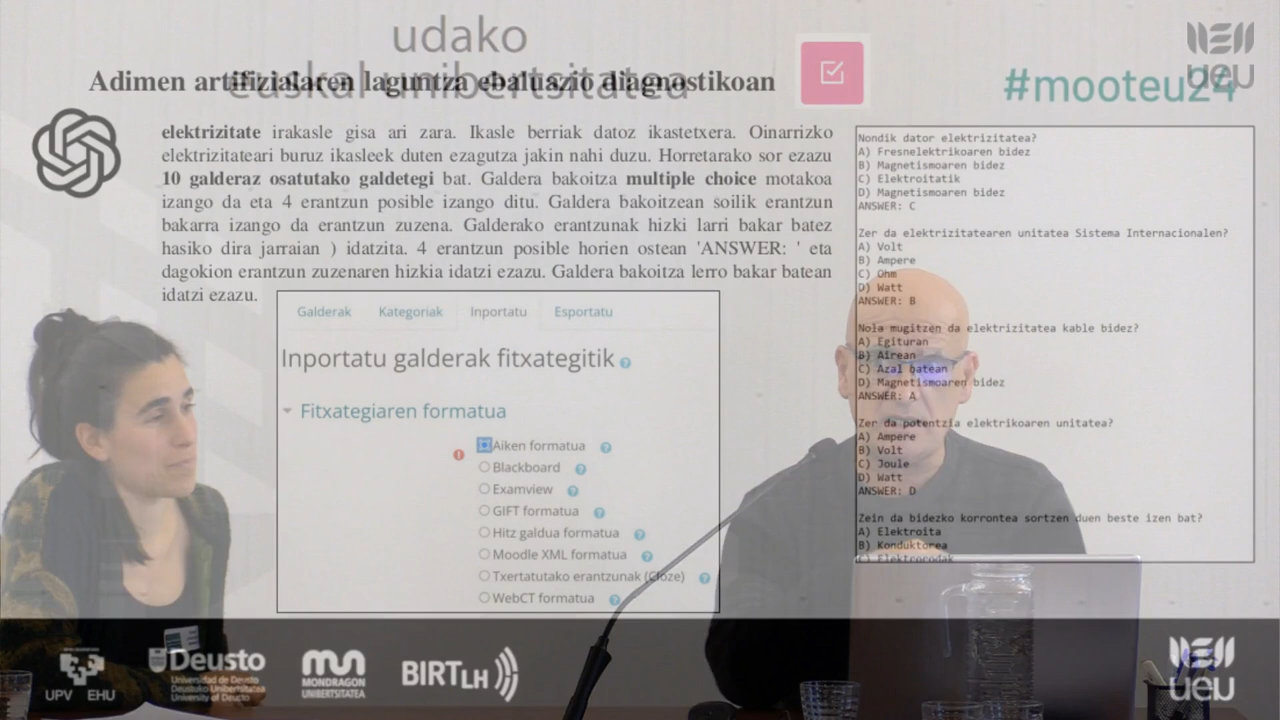 udako
euskal unibertsitatea
Adimen artifizialaren laguntza ebaluazio diagnostikoan
#mooteu24
UEU
elektrizitate irakasle gisa ari zara. Ikasle berriak datoz ikastetxera. Oinarrizko
elektrizitateari buruz ikasleek duten ezagutza jakin nahi duzu. Horretarako sor ezazu
10 galderaz osatutako galdetegi bat. Galdera bakoitza multiple choice motakoa
izango da eta 4 erantzun posible izango ditu. Galdera bakoitzean soilik erantzun
bakarra izango da erantzun zuzena. Galderako erantzunak hizki larri bakar batez
hasiko dira jarraian ) idatzita. 4 erantzun posible horien ostean 'ANSWER: ' eta
dagokion erantzun zuzenaren hizkia idatzi ezazu. Galdera bakoitza lerro bakar batean
idatzi ezazu.
Galderak Kategoriak Inportatu Esportatu
Inportatu galderak fitxategitik
Fitxategiaren formatua
Aiken formatua
Blackboard
Examview
GIFT formatua
Hitz galdua formatua
Moodle XML formatua
Txertatutako erantzunak (Cloze)
WebCT formatua
Nondik dator elektrizitatea?
A) Fresnelektrikoaren bidez
B) Magnetismoaren bidez
C) Elektroitatik
D) Magnetismoaren bidez
ANSWER: C
Zer da elektrizitatearen unitatea Sistema Internacionalen?
A) Volt
B) Ampere
C) Ohm
D) Watt
ANSWER: B
Nola mugitzen da elektrizitatea kable bidez?
A) Egituran
B) Airean
C) Azal batean
D) Magnetismoaren bidez
ANSWER: A
Zer da potentzia elektrikoaren unitatea?
A) Ampere
B) Volt
C) Joule
D) Watt
ANSWER: D
Zein da bidezko korrontea sortzen duen beste izen bat?
A) Elektroita
B) Konduktorea
C) Elektrodak
UPV EHU
Deusto
Universidad de Deusto
Deustuko Unibertsitatea
University of Deusto
MONDRAGON
UNIBERTSITATEA
BIRTLH
UEU